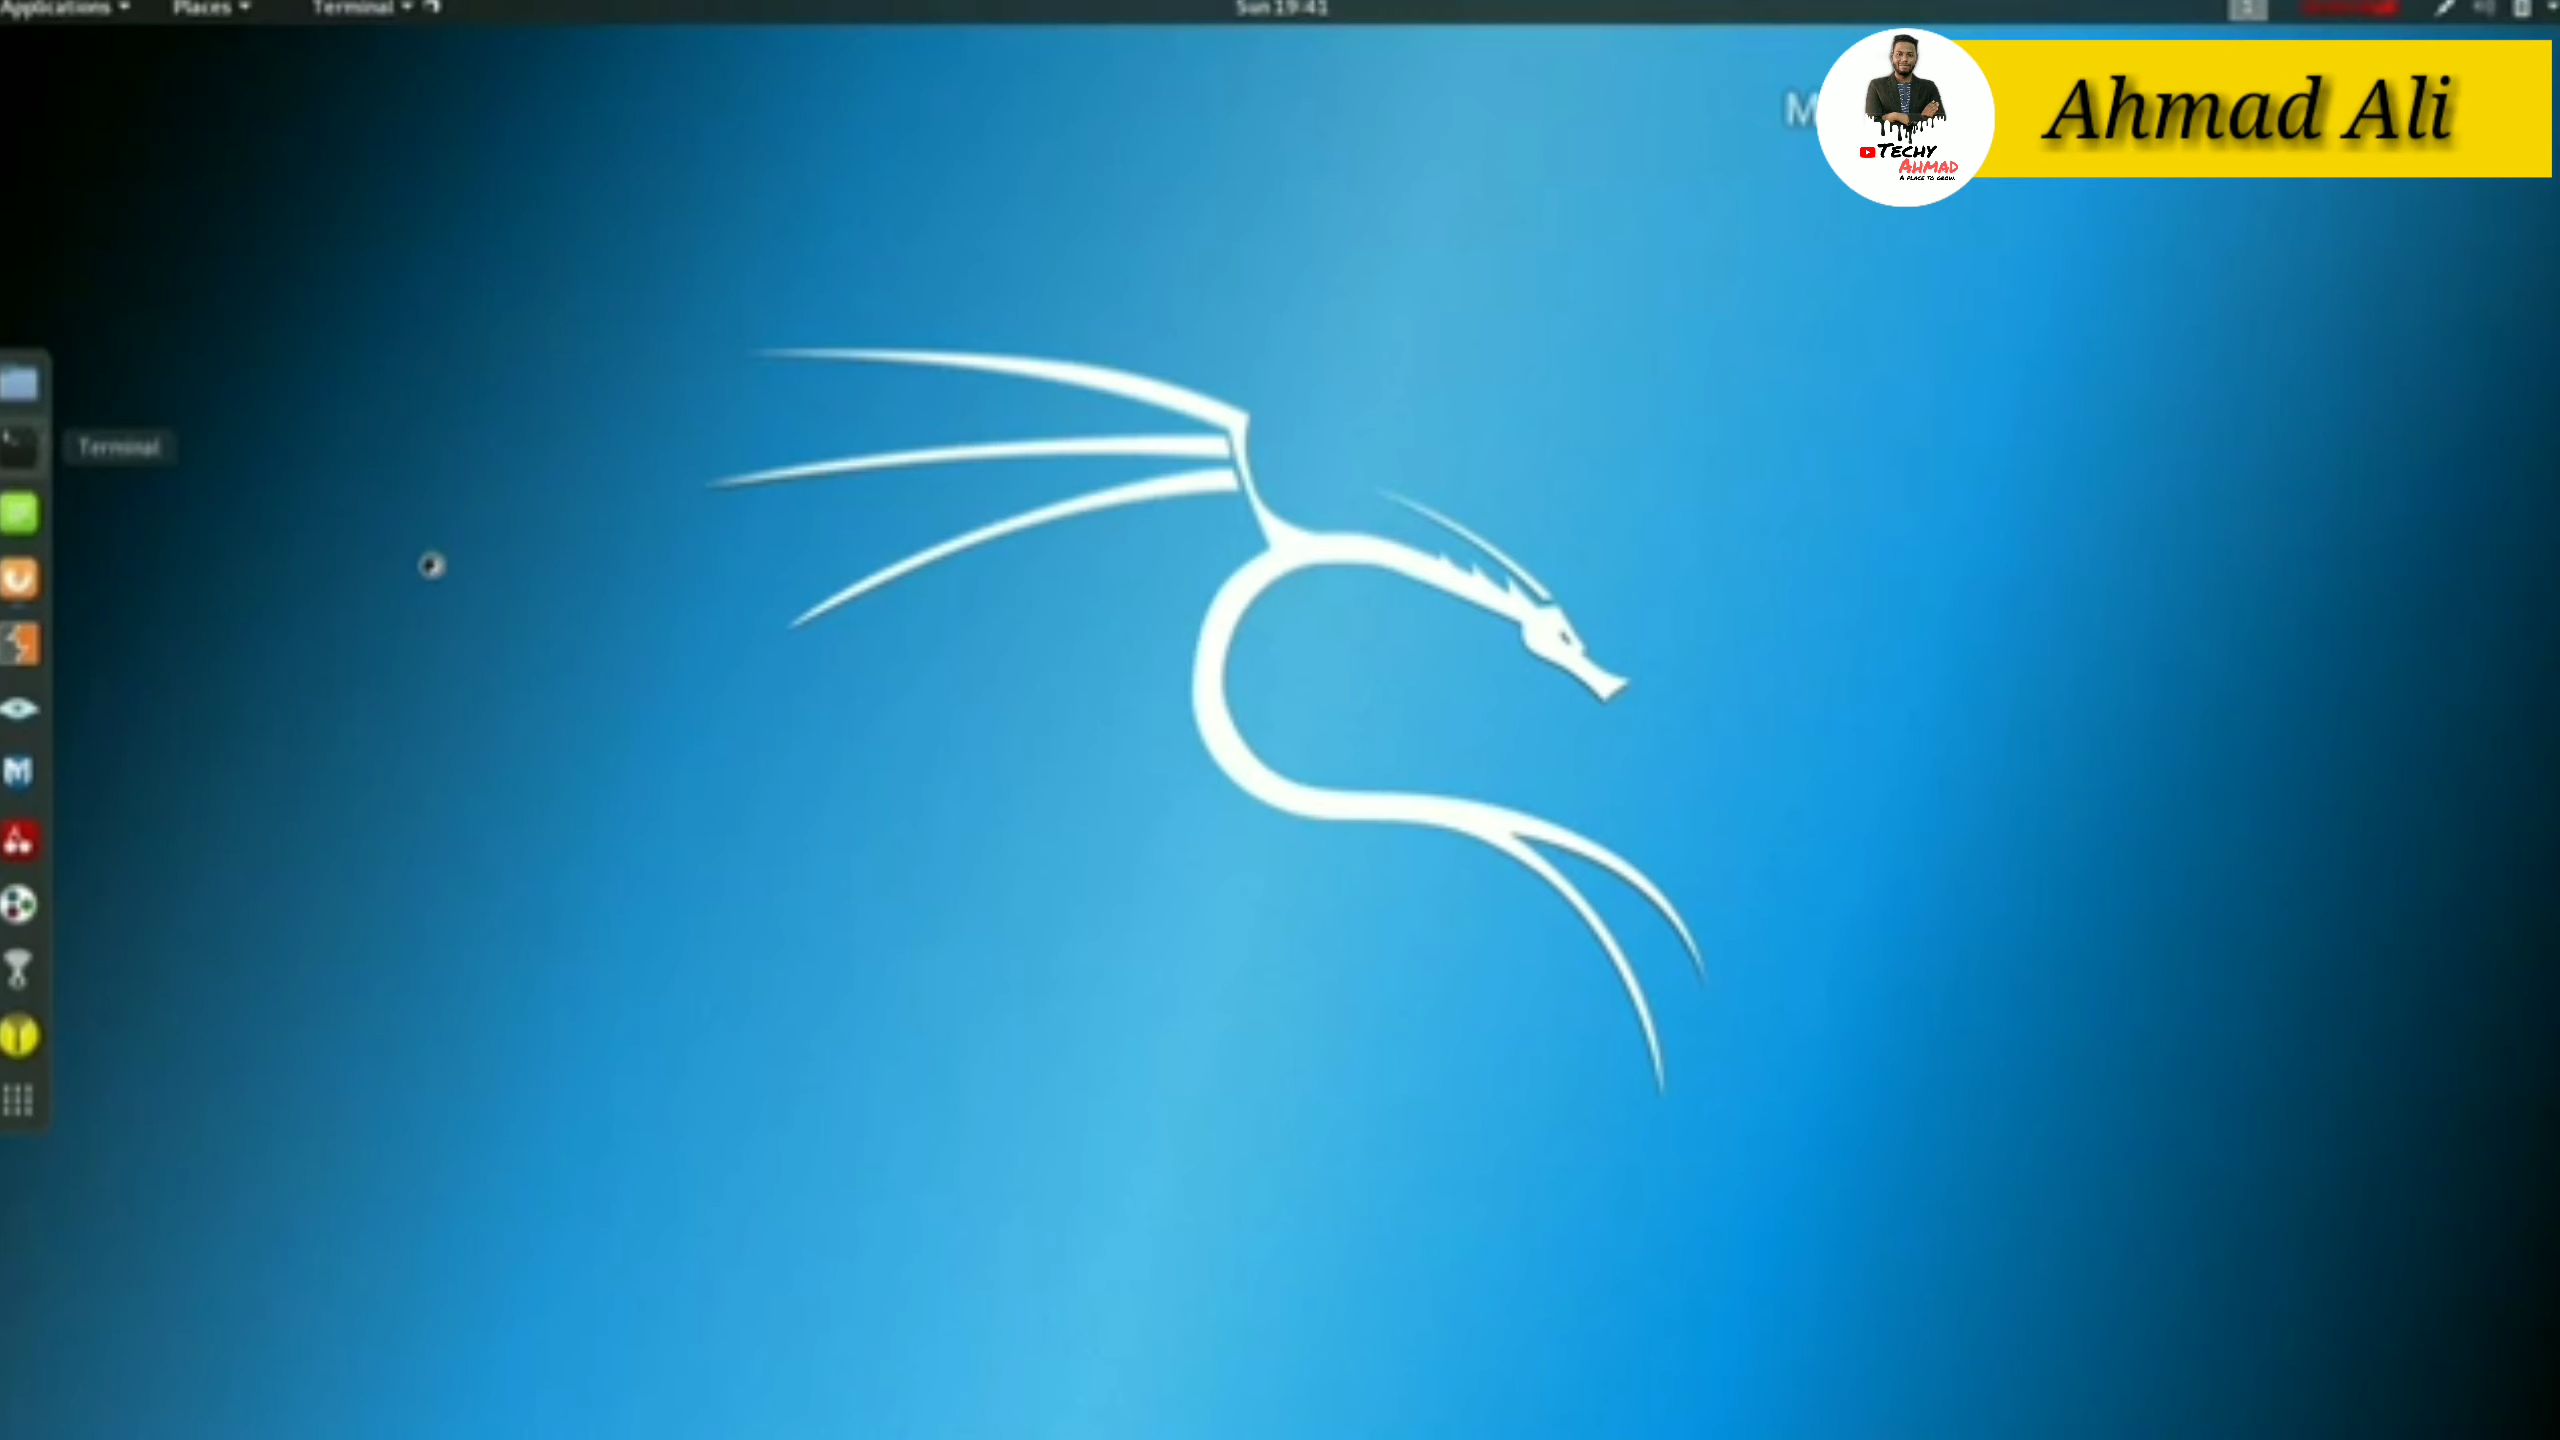 Applications Places Terminal Sun 19:41
M
Ahmad Ali
TECHY
AHMAD
A PLACE TO GROW.
Terminal